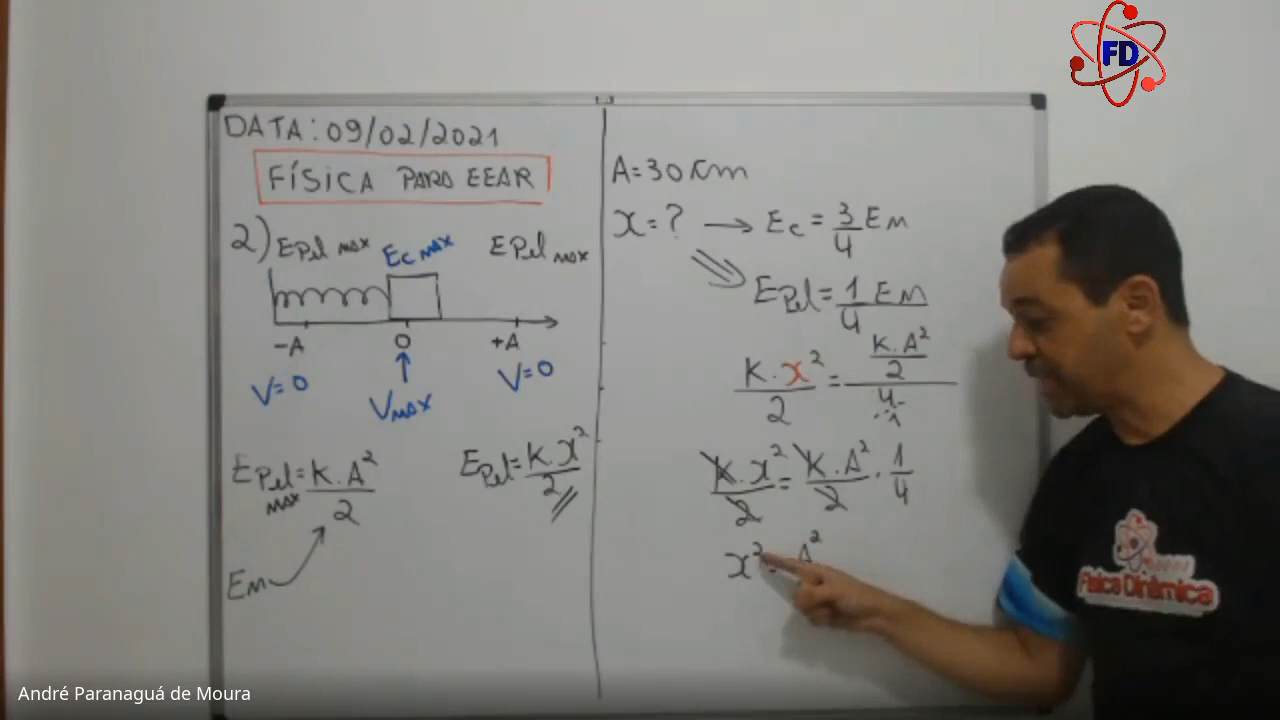 FD
DATA: 09/02/2021
FÍSICA PARA EEAR
2) EPel MAX Ec MAX EPel MAX
-A 0 +A
V=0 VMAX V=0
EPel MAX = K.A²/2
EPel = K.x²/2
EM
A=30cm
x=? → Ec = 3/4 EM
EPel = 1/4 EM
K.x²/2 = K.A²/2 / 4
K.x²/2 = K.A²/2 . 1/4
x² = A²
Física Dinâmica
André Paranaguá de Moura